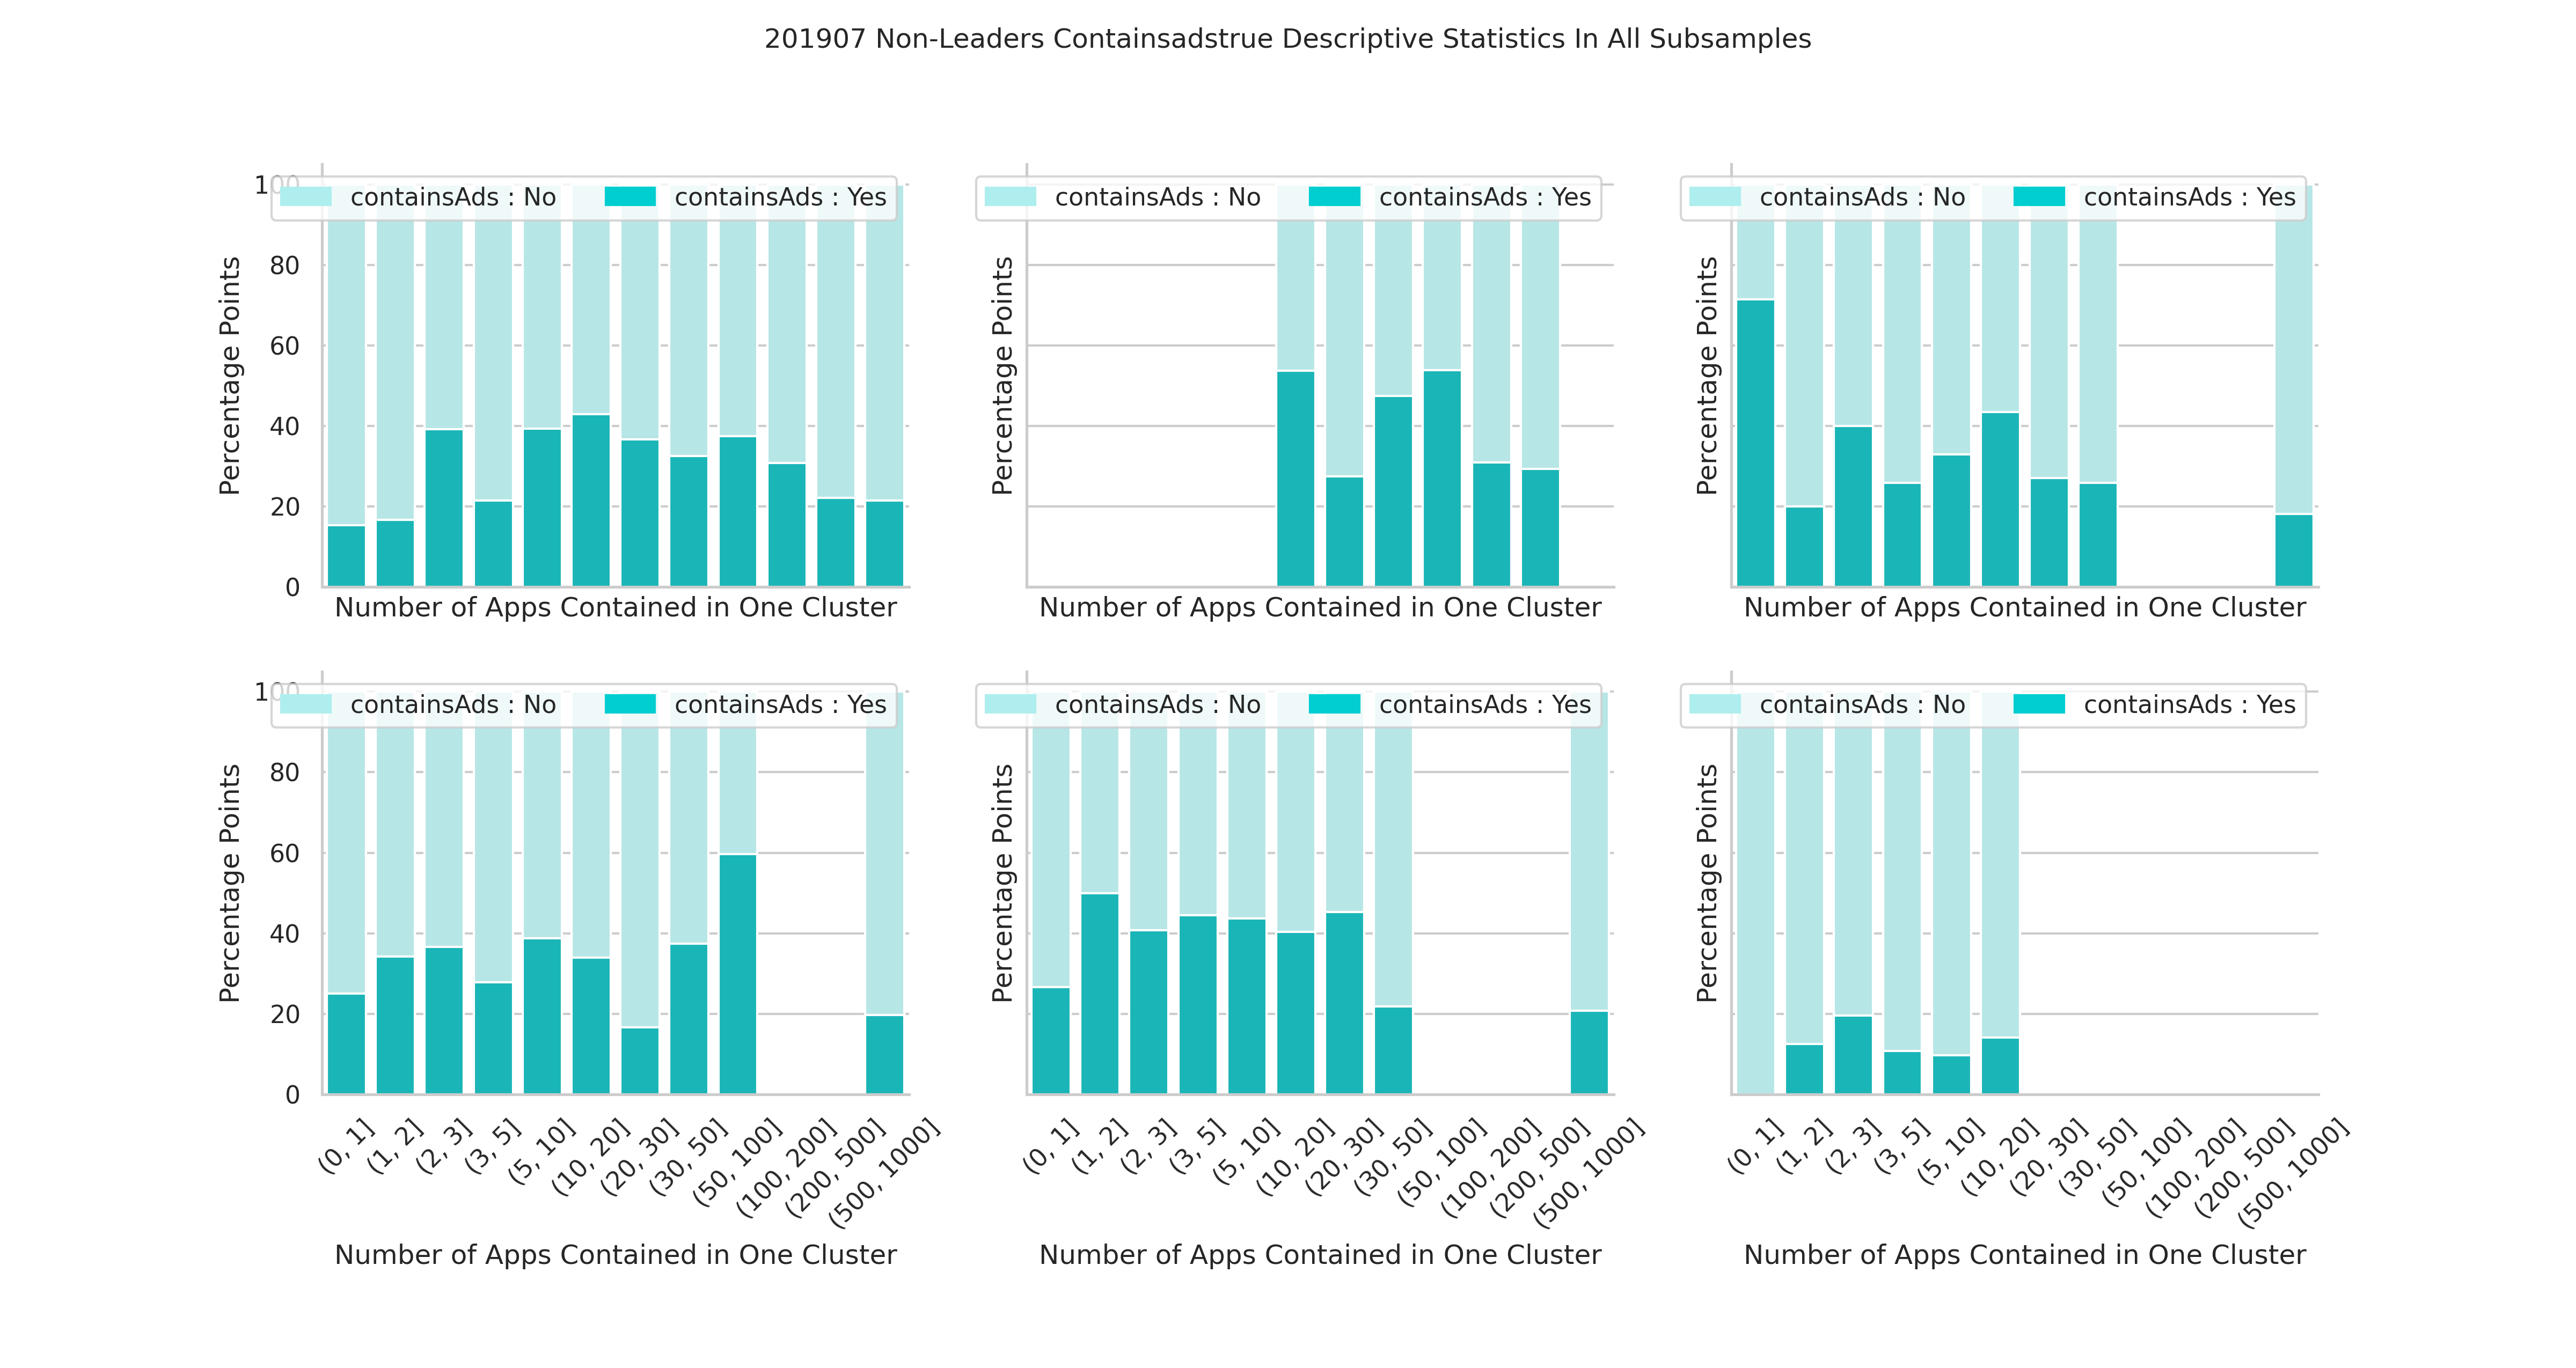 201907 Non-Leaders Containsadstrue Descriptive Statistics In All Subsamples
100
80
60
40
20
0
Percentage Points
containsAds : No containsAds : Yes
Number of Apps Contained in One Cluster
Percentage Points
containsAds : No containsAds : Yes
Number of Apps Contained in One Cluster
Percentage Points
containsAds : No containsAds : Yes
Number of Apps Contained in One Cluster
100
80
60
40
20
0
Percentage Points
containsAds : No containsAds : Yes
(0, 1]
(1, 2]
(2, 3]
(3, 5]
(5, 10]
(10, 20]
(20, 30]
(30, 50]
(50, 100]
(100, 200]
(200, 500]
(500, 1000]
Number of Apps Contained in One Cluster
Percentage Points
containsAds : No containsAds : Yes
(0, 1]
(1, 2]
(2, 3]
(3, 5]
(5, 10]
(10, 20]
(20, 30]
(30, 50]
(50, 100]
(100, 200]
(200, 500]
(500, 1000]
Number of Apps Contained in One Cluster
Percentage Points
containsAds : No containsAds : Yes
(0, 1]
(1, 2]
(2, 3]
(3, 5]
(5, 10]
(10, 20]
(20, 30]
(30, 50]
(50, 100]
(100, 200]
(200, 500]
(500, 1000]
Number of Apps Contained in One Cluster